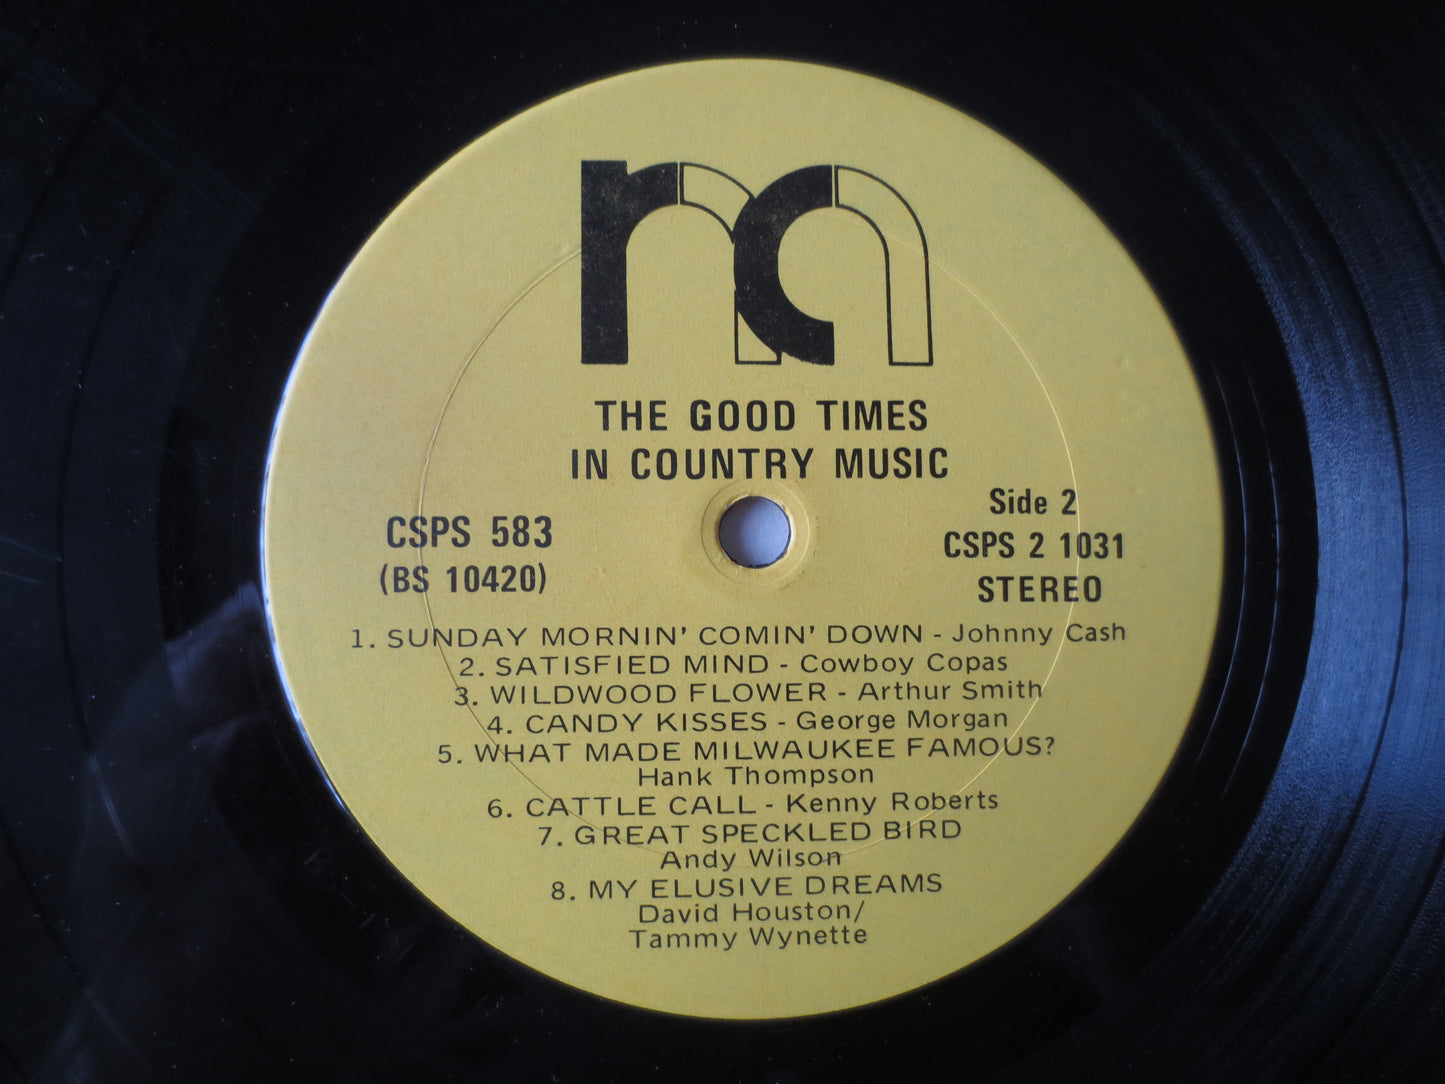 THE GOOD TIMES
IN COUNTRY MUSIC
CSPS 583
(BS 10420)
Side 2
CSPS 2 1031
STEREO
1. SUNDAY MORNIN' COMIN' DOWN - Johnny Cash
2. SATISFIED MIND - Cowboy Copas
3. WILDWOOD FLOWER - Arthur Smith
4. CANDY KISSES - George Morgan
5. WHAT MADE MILWAUKEE FAMOUS?
Hank Thompson
6. CATTLE CALL - Kenny Roberts
7. GREAT SPECKLED BIRD
Andy Wilson
8. MY ELUSIVE DREAMS
David Houston/
Tammy Wynette